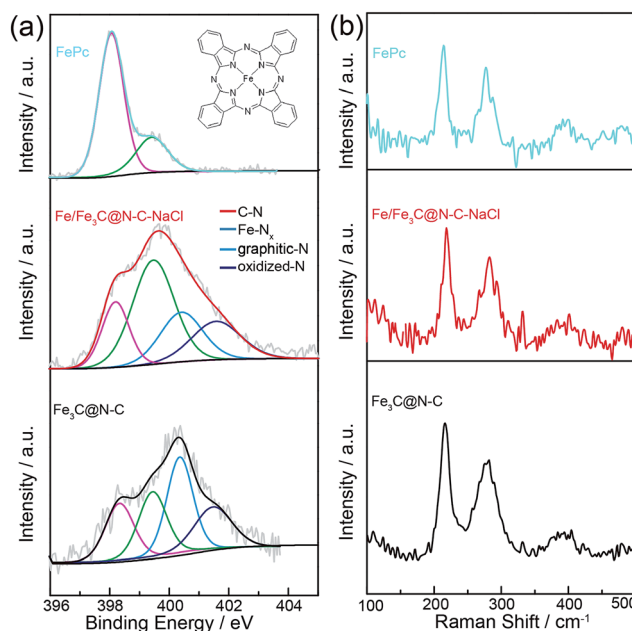 (a)
FePc
N
N
N
N
Fe
N
N
N
N
Intensity / a.u.
Fe/Fe₃C@N-C-NaCl
C-N
Fe-Nₓ
graphitic-N
oxidized-N
Intensity / a.u.
Fe₃C@N-C
Intensity / a.u.
396 398 400 402 404
Binding Energy / eV
(b)
FePc
Intensity / a.u.
Fe/Fe₃C@N-C-NaCl
Intensity / a.u.
Fe₃C@N-C
Intensity / a.u.
100 200 300 400 500
Raman Shift / cm⁻¹